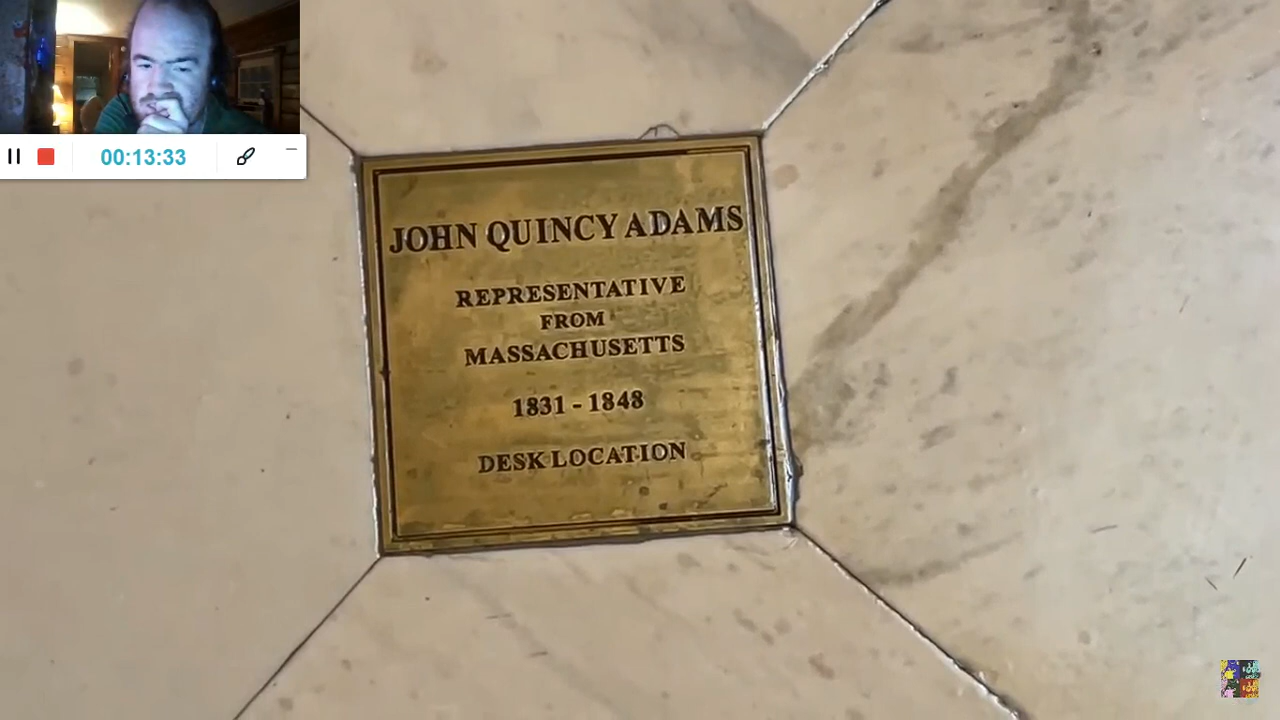 00:13:33
JOHN QUINCY ADAMS
REPRESENTATIVE
FROM
MASSACHUSETTS
1831 - 1848
DESK LOCATION